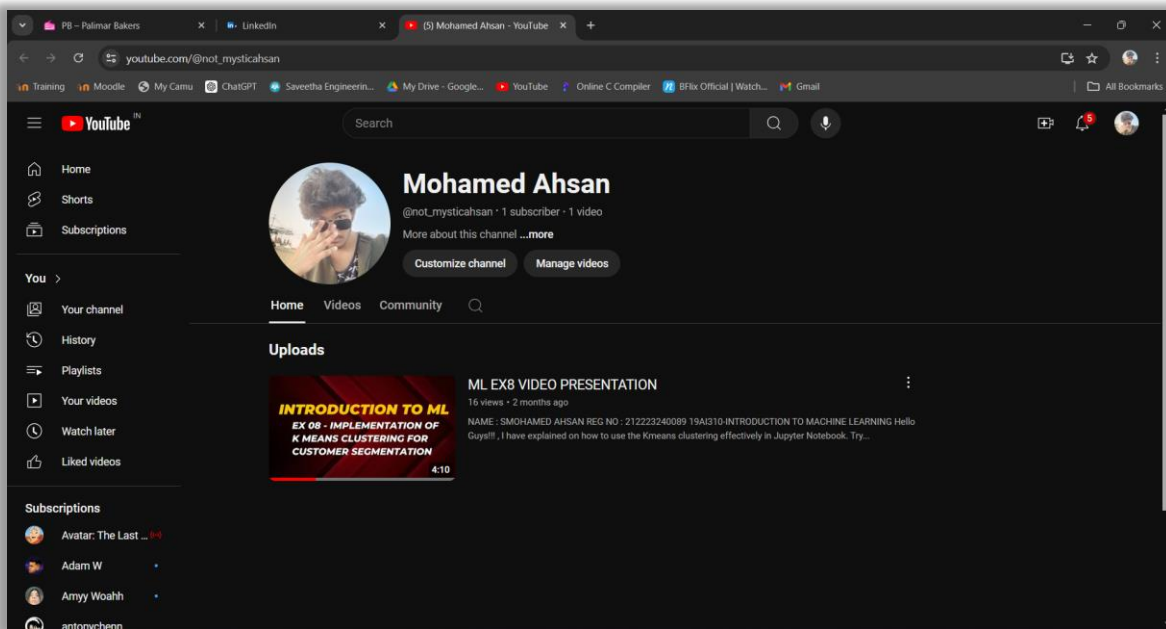 PB – Palimar Bakers
LinkedIn
(5) Mohamed Ahsan - YouTube
youtube.com/@not_mysticahsan
Training
Moodle
My Camu
ChatGPT
Saveetha Engineerin...
My Drive - Google...
YouTube
Online C Compiler
BFlix Official | Watch...
Gmail
All Bookmarks
YouTube IN
Search
5
Home
Shorts
Subscriptions
You
Your channel
History
Playlists
Your videos
Watch later
Liked videos
Subscriptions
Avatar: The Last ...
Adam W
Amyy Woahh
antonychenn
Mohamed Ahsan
@not_mysticahsan · 1 subscriber · 1 video
More about this channel ...more
Customize channel
Manage videos
Home Videos Community
Uploads
INTRODUCTION TO ML
EX 08 - IMPLEMENTATION OF
K MEANS CLUSTERING FOR
CUSTOMER SEGMENTATION
4:10
ML EX8 VIDEO PRESENTATION
16 views • 2 months ago
NAME : SMOHAMED AHSAN REG NO : 212223240089 19AI310-INTRODUCTION TO MACHINE LEARNING Hello
Guys!!! , I have explained on how to use the Kmeans clustering effectively in Jupyter Notebook. Try...